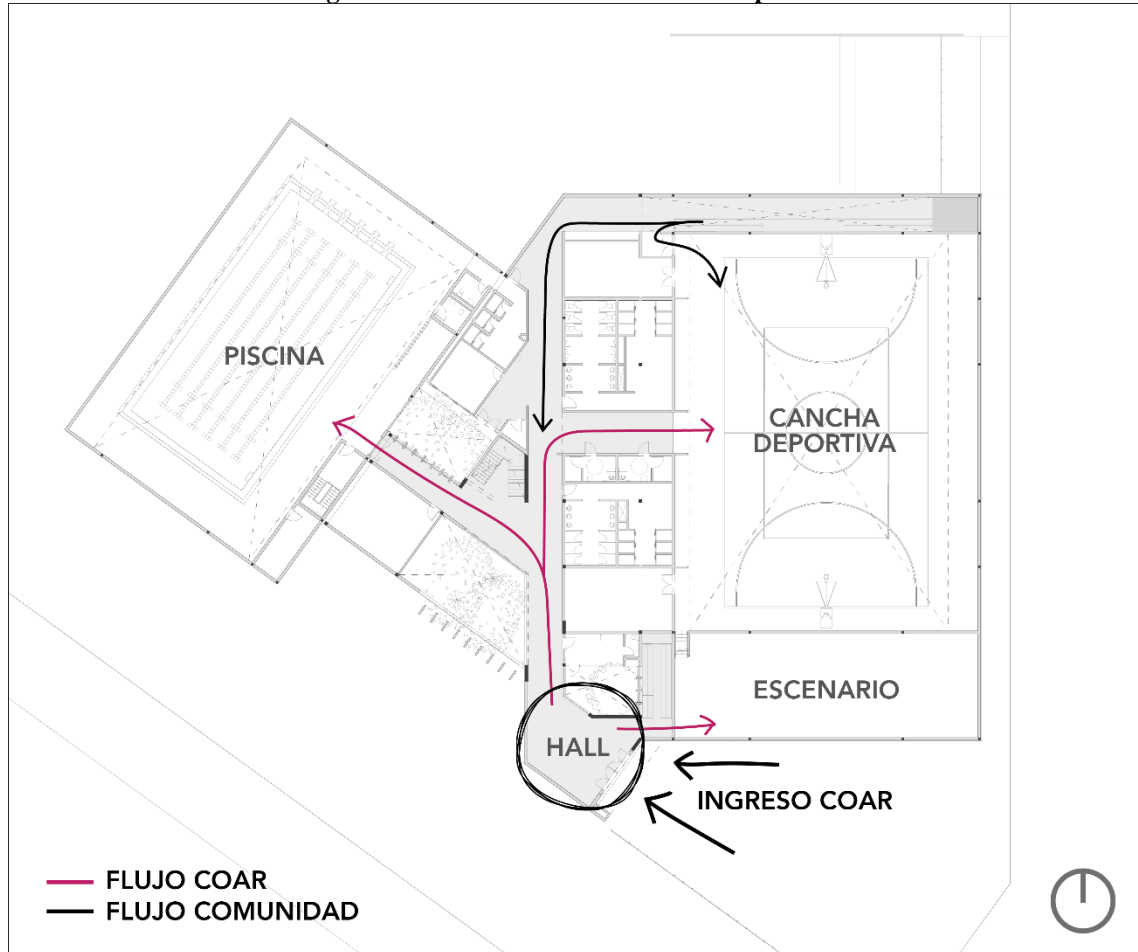 PISCINA
CANCHA
DEPORTIVA
ESCENARIO
HALL
INGRESO COAR
FLUJO COAR
FLUJO COMUNIDAD